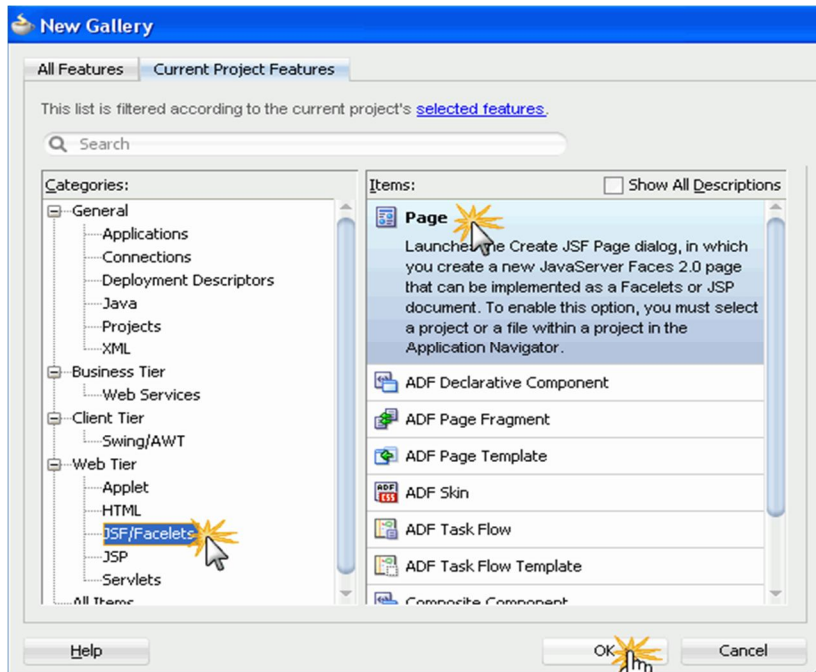 New Gallery
All Features
Current Project Features
This list is filtered according to the current project's selected features.
Search
Categories:
General
Applications
Connections
Deployment Descriptors
Java
Projects
XML
Business Tier
Web Services
Client Tier
Swing/AWT
Web Tier
Applet
HTML
JSF/Facelets
JSP
Servlets
All Items
Items:
Show All Descriptions
Page
Launches the Create JSF Page dialog, in which
you create a new JavaServer Faces 2.0 page
that can be implemented as a Facelets or JSP
document. To enable this option, you must select
a project or a file within a project in the
Application Navigator.
ADF Declarative Component
ADF Page Fragment
ADF Page Template
ADF Skin
ADF Task Flow
ADF Task Flow Template
Composite Component
Help
OK
Cancel